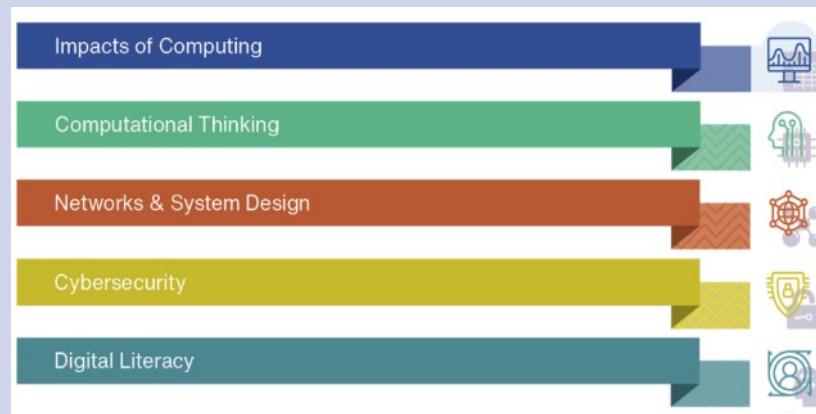 Impacts of Computing
Computational Thinking
Networks & System Design
Cybersecurity
Digital Literacy